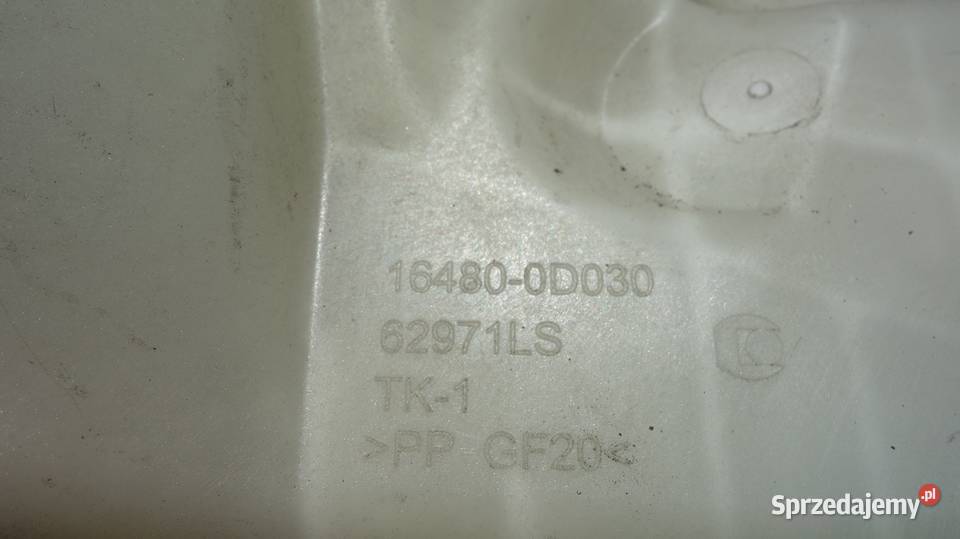 16480-0D030
62971LS
TK-1
>PP GF20<
Sprzedajemy.pl